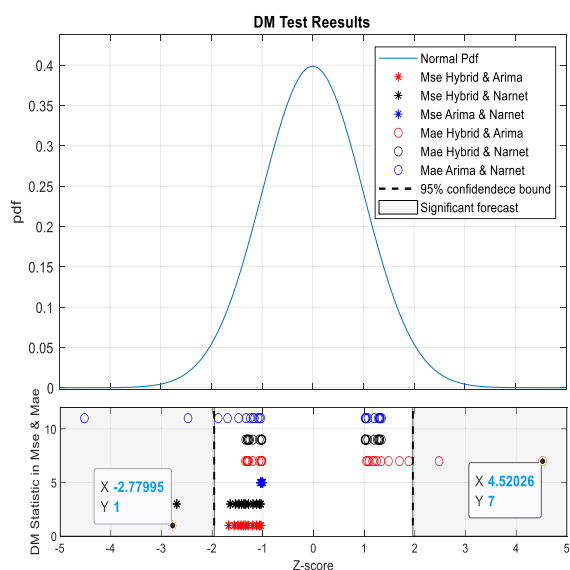 DM Test Reesults
0.4
0.35
0.3
0.25
0.2
0.15
0.1
0.05
0
pdf
Normal Pdf
Mse Hybrid & Arima
Mse Hybrid & Narnet
Mse Arima & Narnet
Mae Hybrid & Arima
Mae Hybrid & Narnet
Mae Arima & Narnet
95% confidendece bound
Significant forecast
DM Statistic in Mse & Mae
10
5
0
X -2.77995
Y 1
X 4.52026
Y 7
-5 -4 -3 -2 -1 0 1 2 3 4 5
Z-score